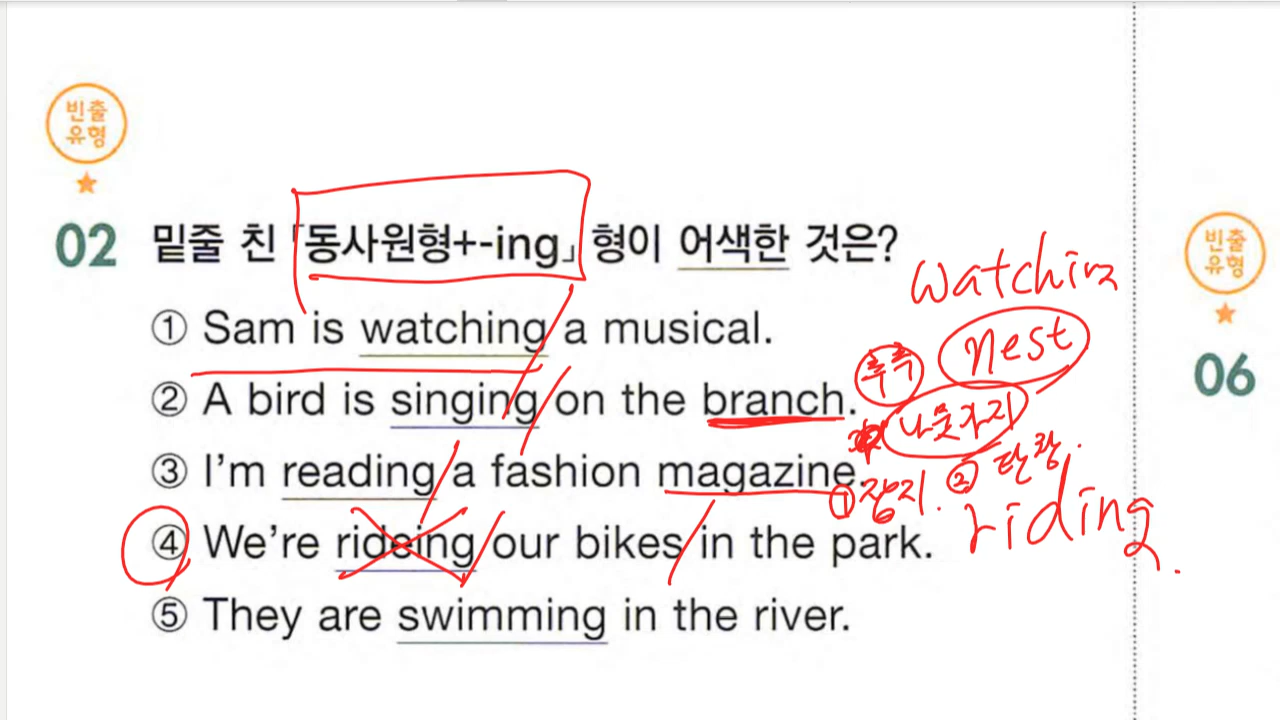 빈출
유형
02 밑줄 친 「동사원형+-ing」 형이 어색한 것은?
① Sam is watching a musical.
② A bird is singing on the branch.
③ I'm reading a fashion magazine.
④ We're rideing our bikes in the park.
⑤ They are swimming in the river.
nest
나뭇가지
① 잡지. ② 탄창.
riding.
빈출
유형
06